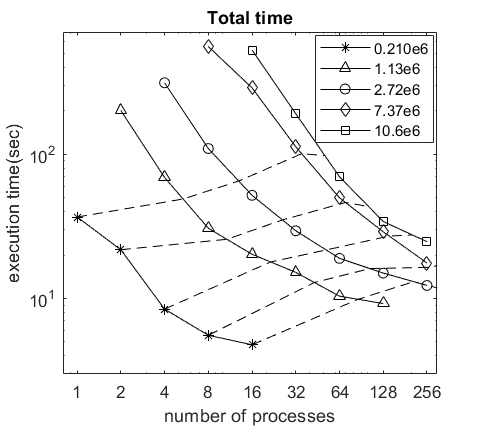 Total time
0.210e6
1.13e6
2.72e6
7.37e6
10.6e6
execution time(sec)
10^2
10^1
1 2 4 8 16 32 64 128 256
number of processes